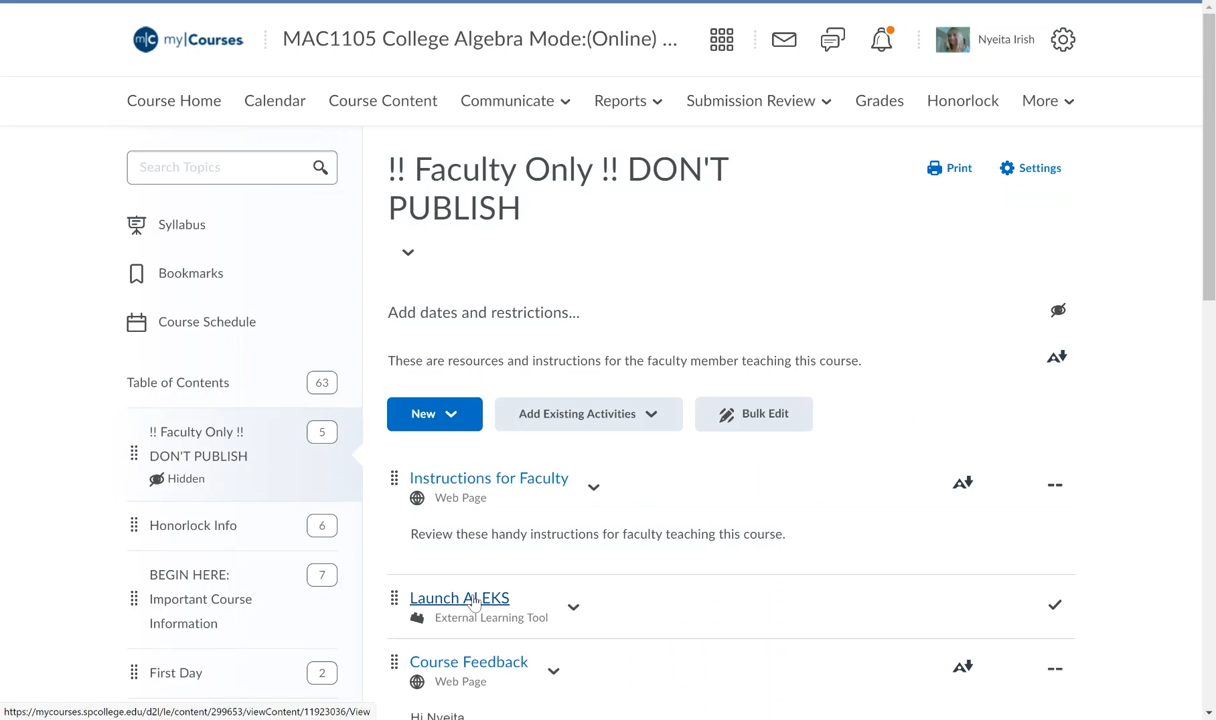 m|c my|Courses
MAC1105 College Algebra Mode:(Online) ...
Nyeita Irish
Course Home
Calendar
Course Content
Communicate
Reports
Submission Review
Grades
Honorlock
More
Search Topics
Syllabus
Bookmarks
Course Schedule
Table of Contents
63
!! Faculty Only !!
DON'T PUBLISH
5
Hidden
Honorlock Info
6
BEGIN HERE:
Important Course
Information
7
First Day
2
!! Faculty Only !! DON'T
PUBLISH
Print
Settings
Add dates and restrictions...
These are resources and instructions for the faculty member teaching this course.
New
Add Existing Activities
Bulk Edit
Instructions for Faculty
Web Page
--
Review these handy instructions for faculty teaching this course.
Launch ALEKS
External Learning Tool
Course Feedback
Web Page
--
Hi Nyeita
https://mycourses.spcollege.edu/d2l/le/content/299653/viewContent/11923036/View